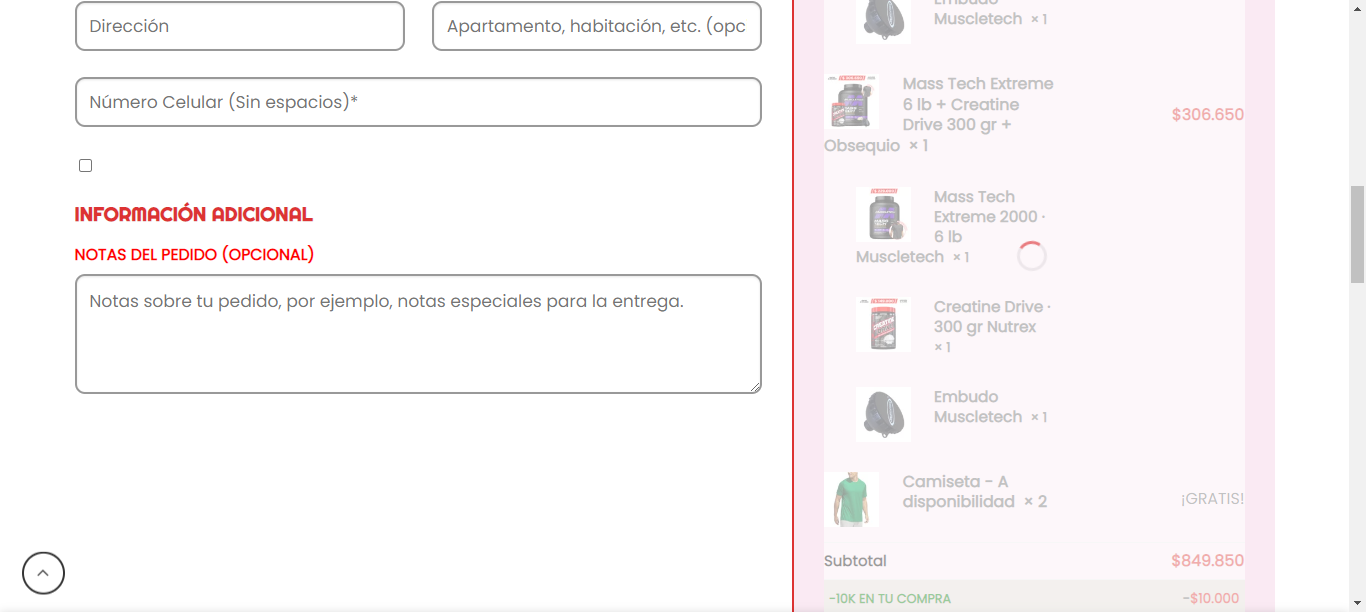 Dirección
Apartamento, habitación, etc. (opc
Número Celular (Sin espacios)*
INFORMACIÓN ADICIONAL
NOTAS DEL PEDIDO (OPCIONAL)
Notas sobre tu pedido, por ejemplo, notas especiales para la entrega.
Embudo
Muscletech × 1
Mass Tech Extreme
6 lb + Creatine
Drive 300 gr +
Obsequio × 1
$306.650
Mass Tech
Extreme 2000 ·
6 lb
Muscletech × 1
Creatine Drive ·
300 gr Nutrex
× 1
Embudo
Muscletech × 1
Camiseta - A
disponibilidad × 2
¡GRATIS!
Subtotal
$849.850
-10K EN TU COMPRA
-$10.000